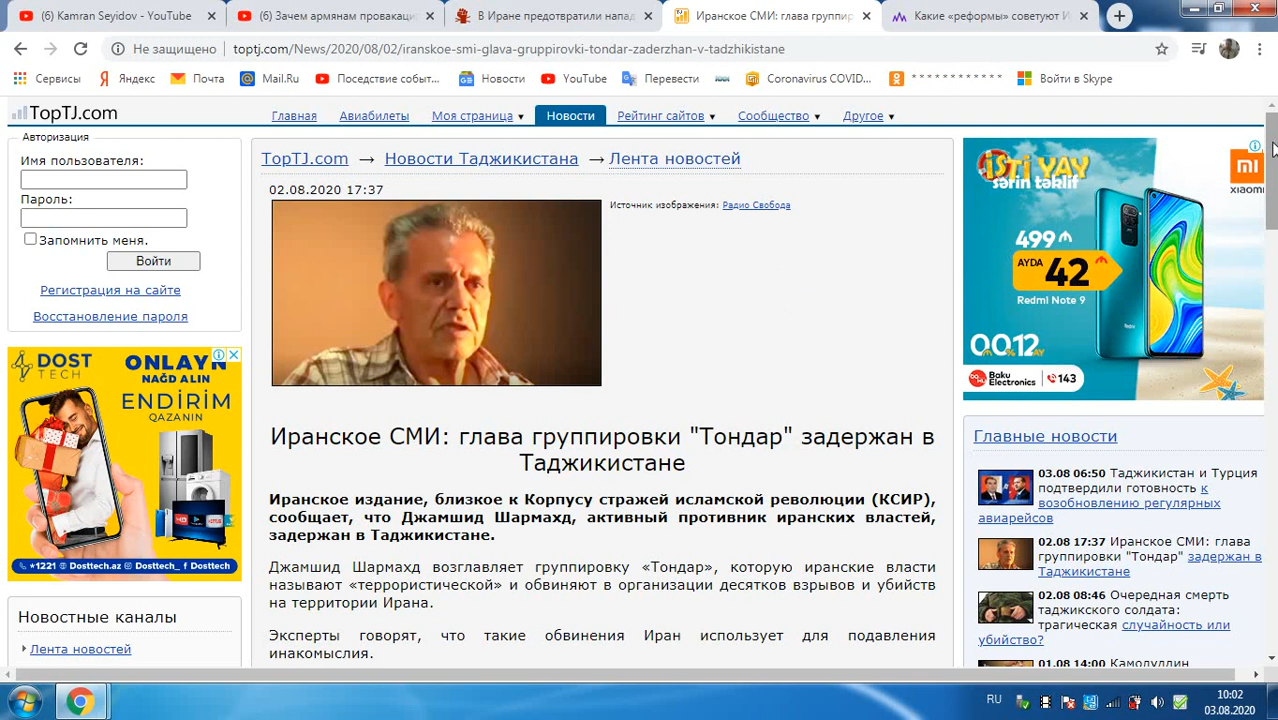 (6) Kamran Seyidov - YouTube
(6) Зачем армянам провокаци
В Иране предотвратили напад
Иранское СМИ: глава группир
Какие «реформы» советуют И
Не защищено
toptj.com/News/2020/08/02/iranskoe-smi-glava-gruppirovki-tondar-zaderzhan-v-tadzhikistane
Сервисы
Яндекс
Почта
Mail.Ru
Поседствие событ...
Новости
YouTube
Перевести
Coronavirus COVID...
* * * * * * * * * * * *
Войти в Skype
TopTJ.com
Главная
Авиабилеты
Моя страница
Новости
Рейтинг сайтов
Сообщество
Другое
Авторизация
Имя пользователя:
Пароль:
Запомнить меня.
Войти
Регистрация на сайте
Восстановление пароля
DOST
TECH
ONLAYN
NAĞD ALIN
ENDİRİM
QAZANIN
*1221 Dosttech.az Dosttech_ Dosttech
Новостные каналы
Лента новостей
TopTJ.com → Новости Таджикистана → Лента новостей
02.08.2020 17:37
Источник изображения: Радио Свобода
Иранское СМИ: глава группировки "Тондар" задержан в
Таджикистане
Иранское издание, близкое к Корпусу стражей исламской революции (КСИР),
сообщает, что Джамшид Шармахд, активный противник иранских властей,
задержан в Таджикистане.
Джамшид Шармахд возглавляет группировку «Тондар», которую иранские власти
называют «террористической» и обвиняют в организации десятков взрывов и убийств
на территории Ирана.
Эксперты говорят, что такие обвинения Иран использует для подавления
инакомыслия.
İSTİ YAY
sərin təklif
mi
xiaomi
499 ₼
AYDA 42 ₼
Redmi Note 9
0 0 12
AY
Baku
Electronics
143
Главные новости
03.08 06:50 Таджикистан и Турция
подтвердили готовность к
возобновлению регулярных
авиарейсов
02.08 17:37 Иранское СМИ: глава
группировки "Тондар" задержан в
Таджикистане
02.08 08:46 Очередная смерть
таджикского солдата:
трагическая случайность или
убийство?
01.08 14:00 Камолуддин
RU
10:02
03.08.2020